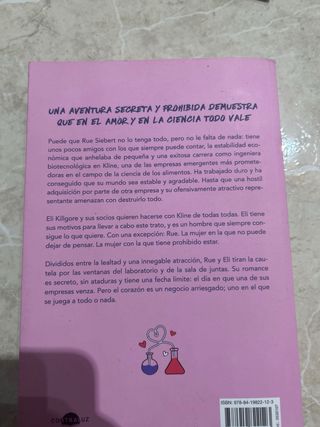 UNA AVENTURA SECRETA Y PROHIBIDA DEMUESTRA
QUE EN EL AMOR Y EN LA CIENCIA TODO VALE
Puede que Rue Siebert no lo tenga todo, pero no le falta de nada: tiene
unos pocos amigos con los que siempre puede contar, la estabilidad eco-
nómica que anhelaba de pequeña y una exitosa carrera como ingeniera
biotecnológica en Kline, una de las empresas emergentes más promete-
doras en el campo de la ciencia de los alimentos. Ha trabajado duro y ha
conseguido que su mundo sea estable y agradable. Hasta que una hostil
adquisición por parte de otra empresa y su ofensivamente atractivo repre-
sentante amenazan con destruirlo todo.
Eli Killgore y sus socios quieren hacerse con Kline de todas todas. Eli tiene
sus motivos para llevar a cabo este trato, y es un hombre que siempre con-
sigue lo que quiere. Con una excepción: Rue. La mujer en la que no puede
dejar de pensar. La mujer con la que tiene prohibido estar.
Divididos entre la lealtad y una innegable atracción, Rue y Eli tiran la cau-
tela por las ventanas del laboratorio y de la sala de juntas. Su romance
es secreto, sin ataduras y tiene una fecha límite: el día en que una de sus
empresas venza. Pero el corazón es un negocio arriesgado; uno en el que
se juega a todo o nada.
ISBN: 978-84-19822-12-3